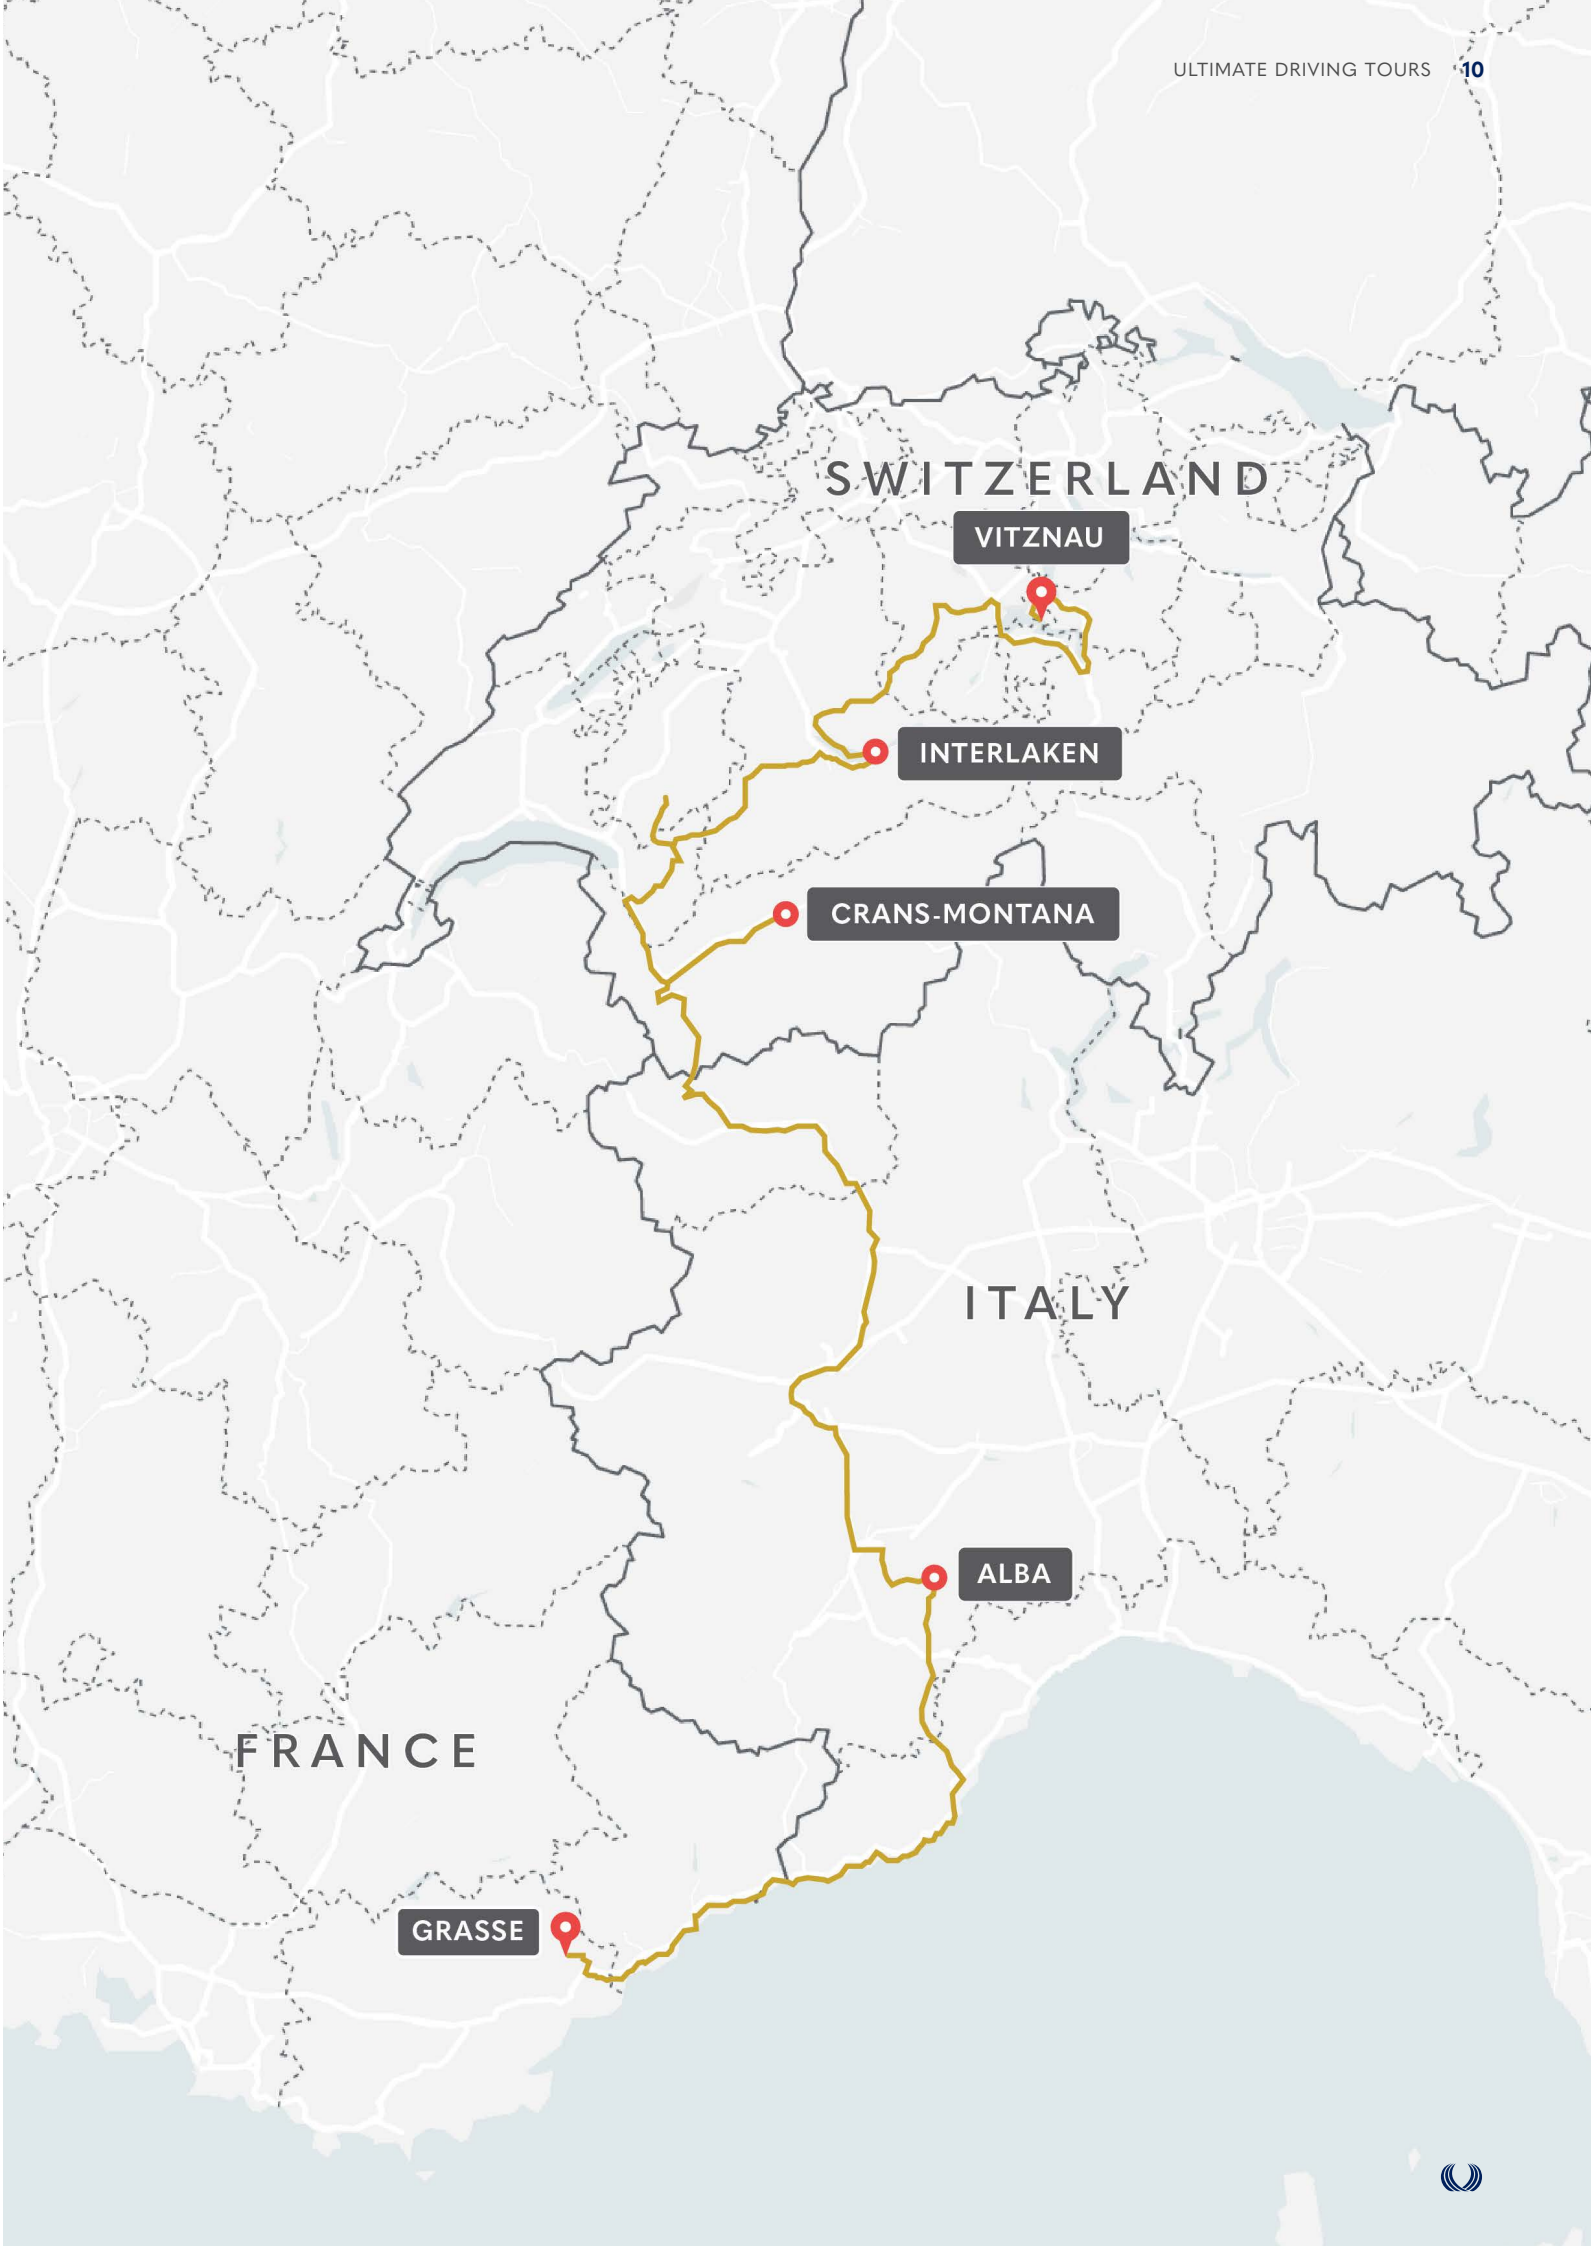 ULTIMATE DRIVING TOURS 10
SWITZERLAND
VITZNAU
INTERLAKEN
CRANS-MONTANA
ITALY
ALBA
FRANCE
GRASSE